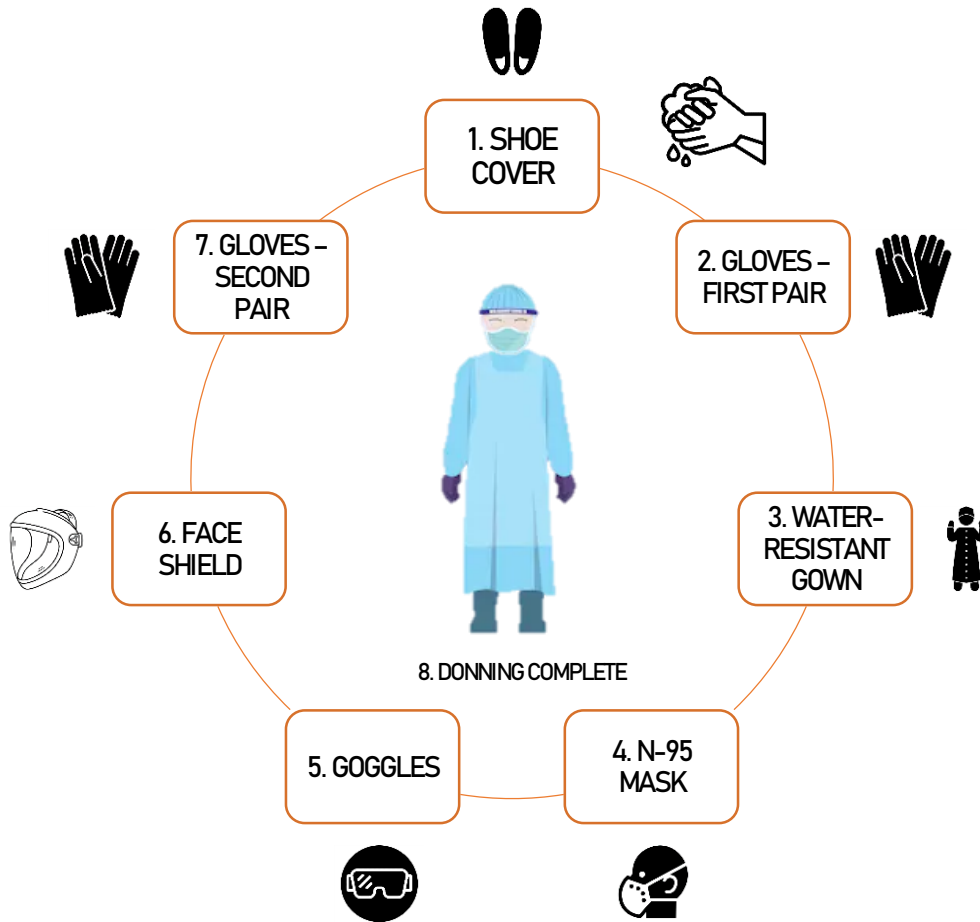 1. SHOE
COVER
2. GLOVES –
FIRST PAIR
3. WATER-
RESISTANT
GOWN
4. N-95
MASK
5. GOGGLES
6. FACE
SHIELD
7. GLOVES –
SECOND
PAIR
8. DONNING COMPLETE